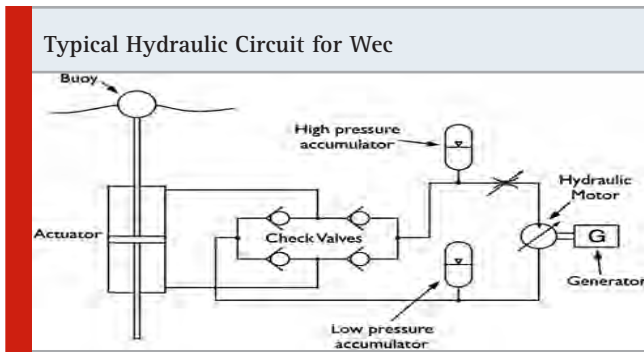 Typical Hydraulic Circuit for Wec
Buoy
High pressure
accumulator
Hydraulic
Motor
Actuator
Check Valves
G
Generator
Low pressure
accumulator